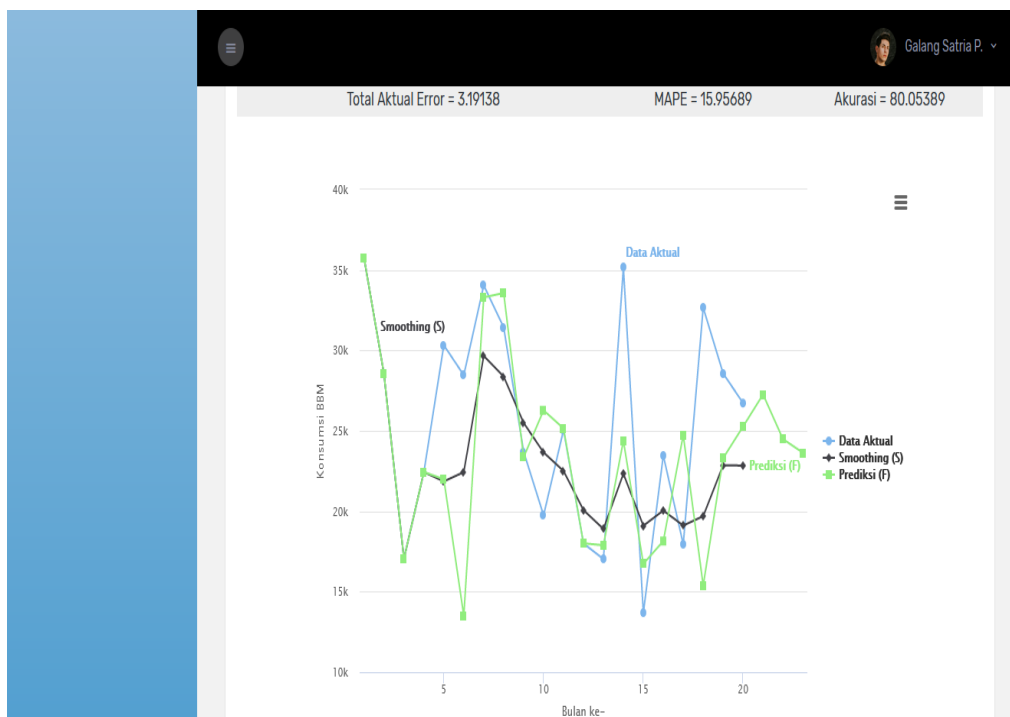 Galang Satria P.
Total Aktual Error = 3.19138 MAPE = 15.95689 Akurasi = 80.05389
40k
35k
30k
25k
20k
15k
10k
Konsumsi BBM
Data Aktual
Smoothing (S)
Prediksi (F)
Data Aktual
Smoothing (S)
Prediksi (F)
5 10 15 20
Bulan ke-